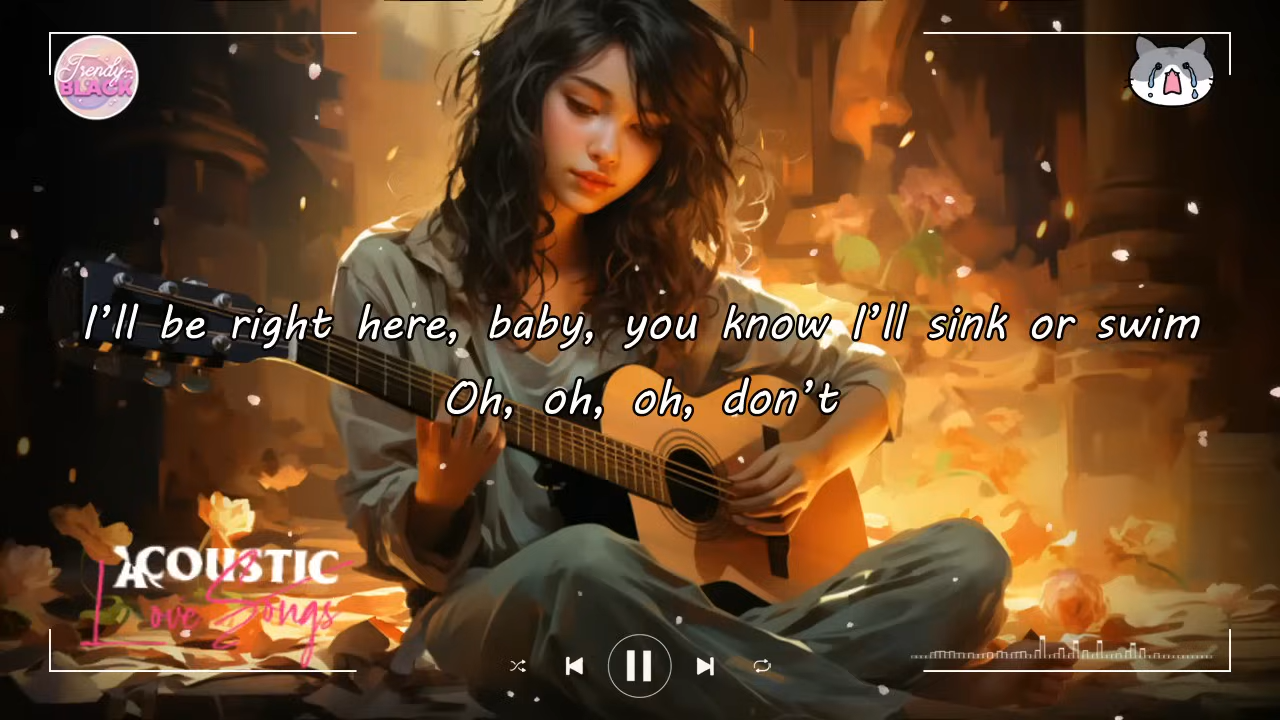 Trendy
BLACK
I’ll be right here, baby, you know I’ll sink or swim
Oh, oh, oh, don’t
ACOUSTIC
Love Songs